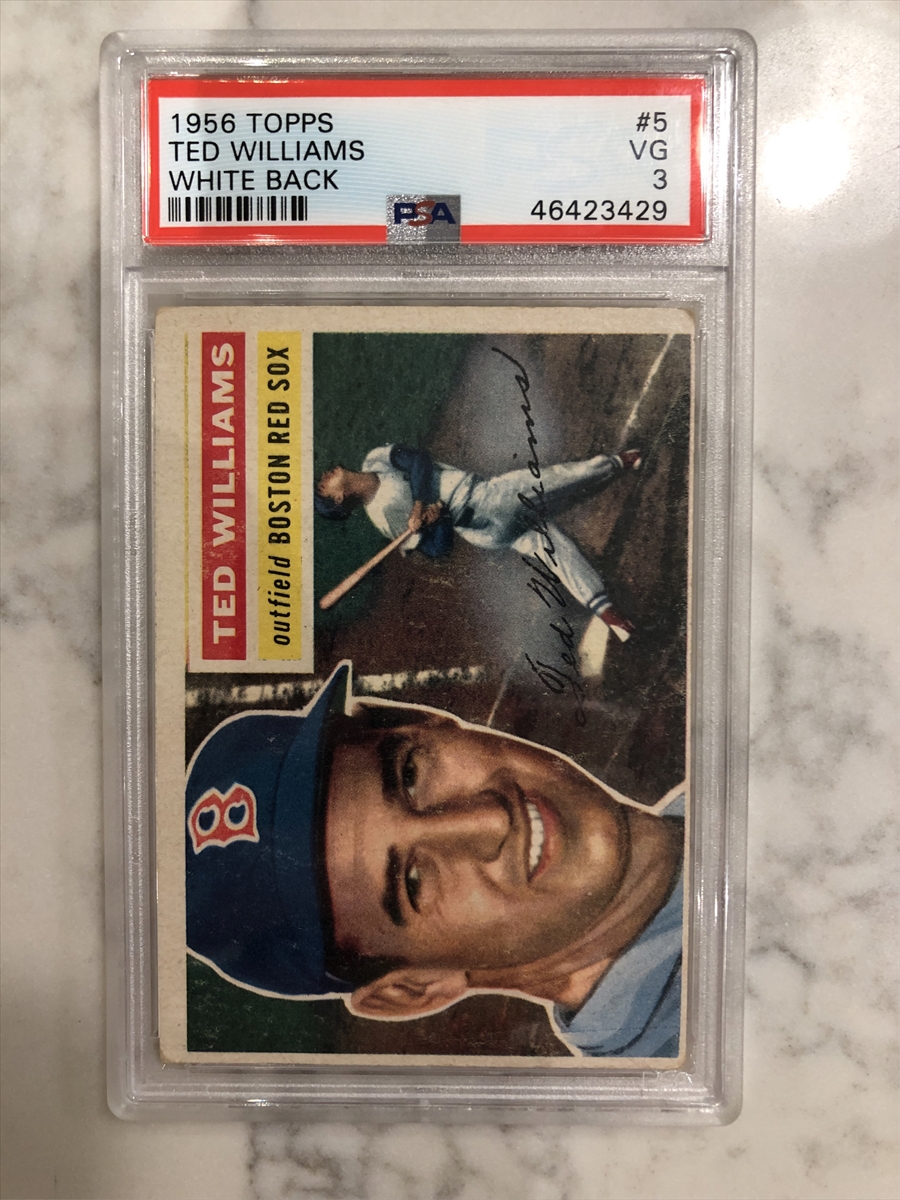 1956 TOPPS #5
TED WILLIAMS VG
WHITE BACK 3
PSA 46423429
TED WILLIAMS
outfield BOSTON RED SOX
Ted Williams
B